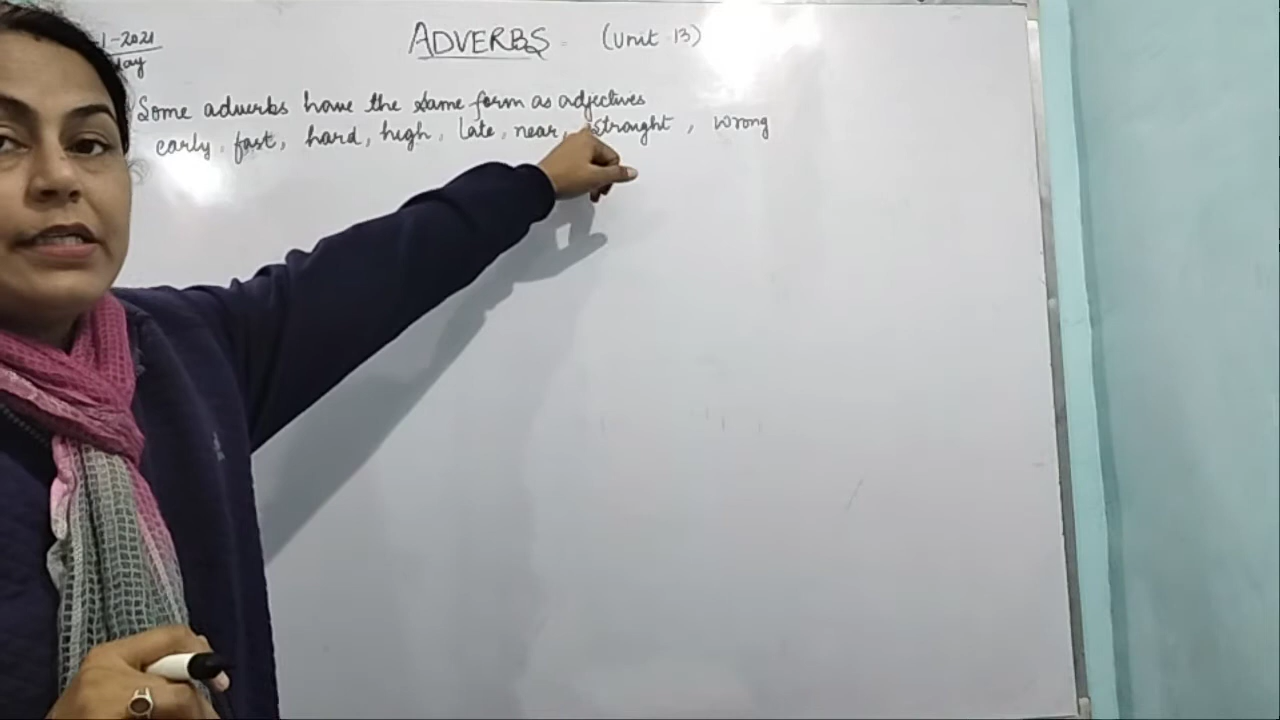 1-2021
ADVERBS (Unit 13)
Some adverbs have the same form as adjectives
early, fast, hard, high, late, near, straight, wrong